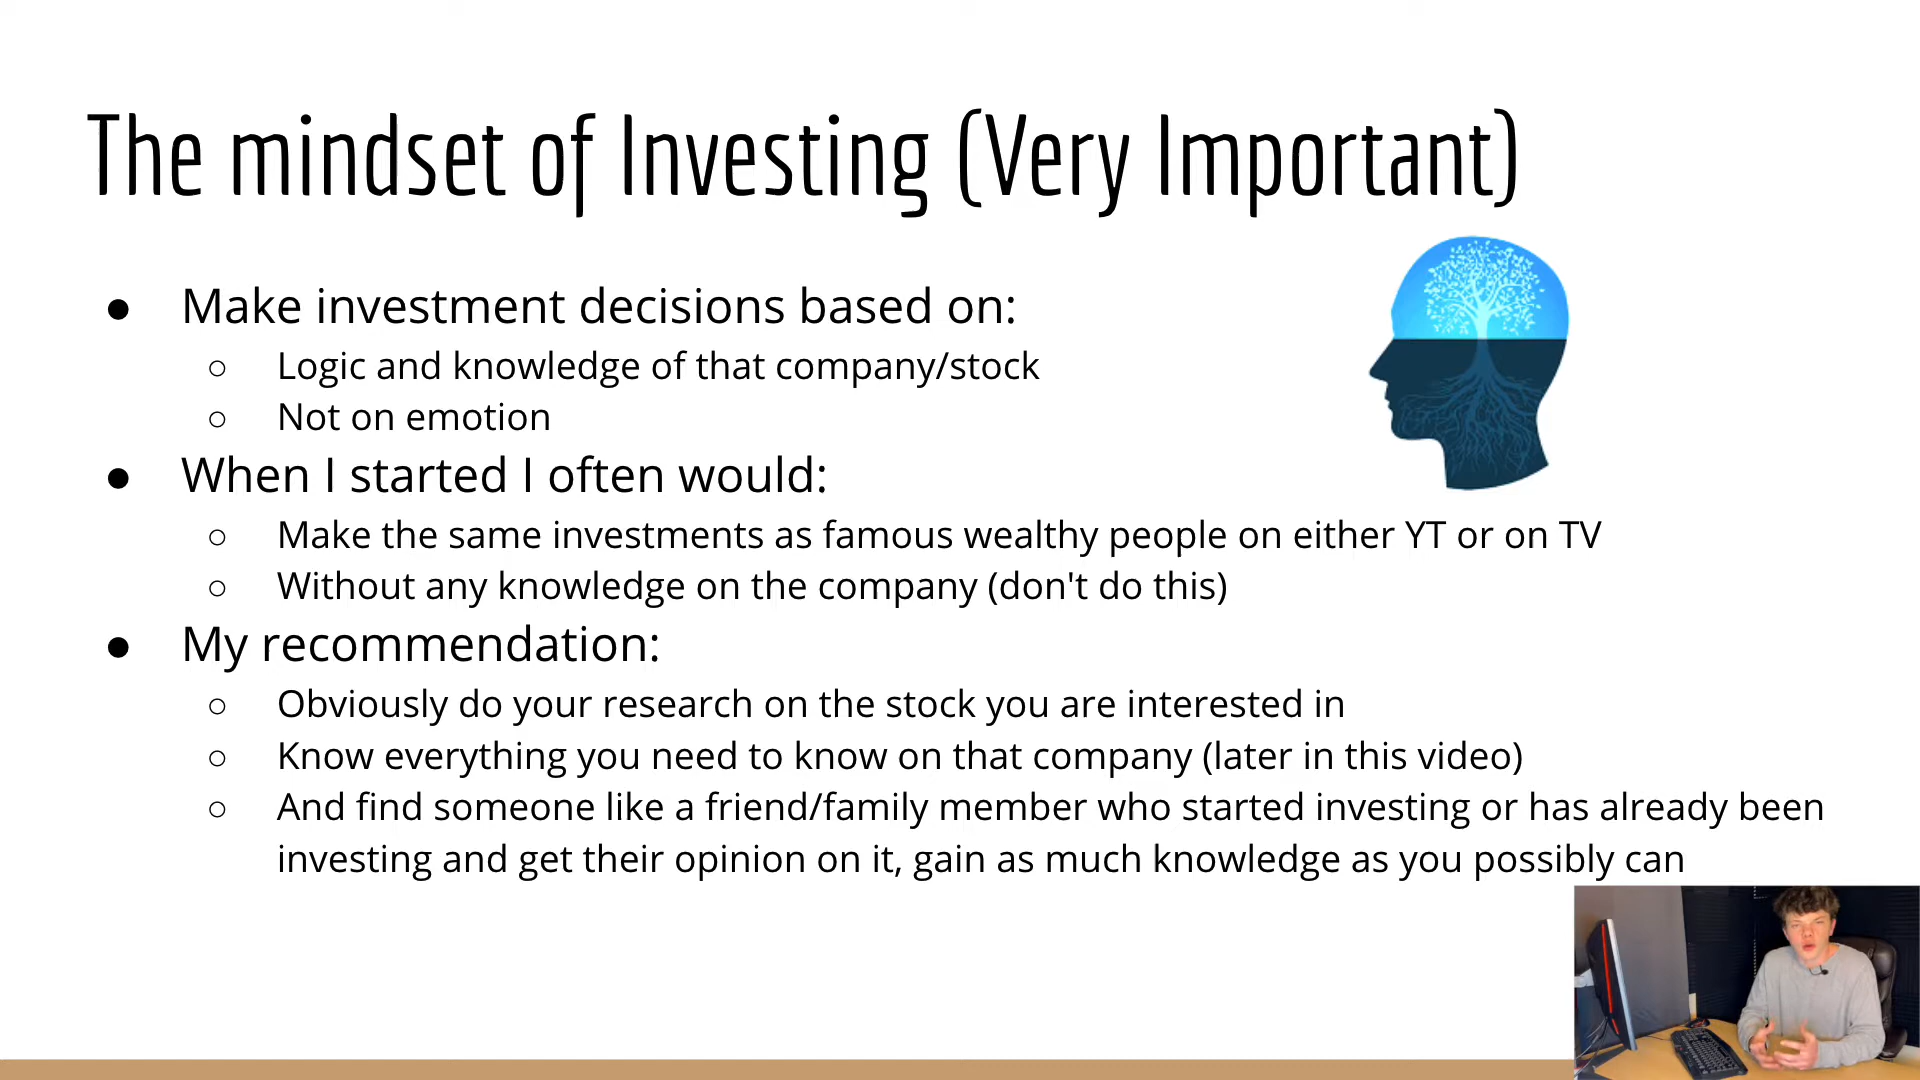 The mindset of Investing (Very Important)
● Make investment decisions based on:
○ Logic and knowledge of that company/stock
○ Not on emotion
● When I started I often would:
○ Make the same investments as famous wealthy people on either YT or on TV
○ Without any knowledge on the company (don't do this)
● My recommendation:
○ Obviously do your research on the stock you are interested in
○ Know everything you need to know on that company (later in this video)
○ And find someone like a friend/family member who started investing or has already been
investing and get their opinion on it, gain as much knowledge as you possibly can